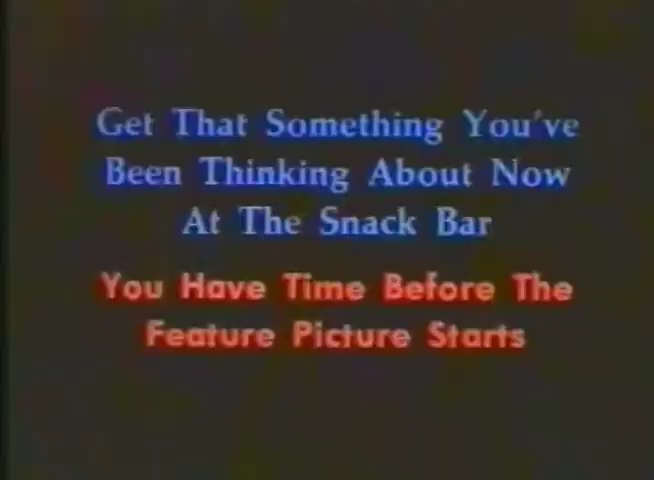 Get That Something You've
Been Thinking About Now
At The Snack Bar
You Have Time Before The
Feature Picture Starts